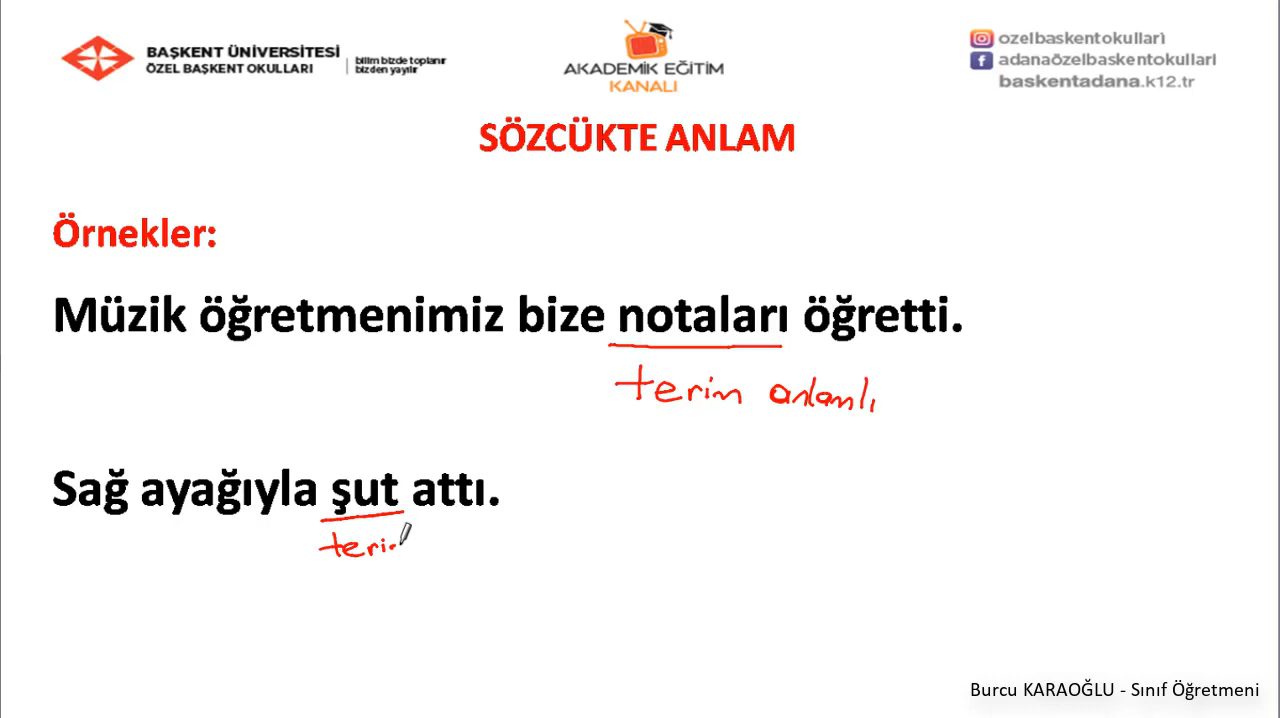 BAŞKENT ÜNİVERSİTESİ
ÖZEL BAŞKENT OKULLARI
bilim bizde toplanır
bizden yayılır
AKADEMİK EĞİTİM
KANALI
ozelbaskentokulları
adanaözelbaskentokullari
baskentadana.k12.tr
SÖZCÜKTE ANLAM
Örnekler:
Müzik öğretmenimiz bize notaları öğretti.
terim anlamlı
Sağ ayağıyla şut attı.
teri
Burcu KARAOĞLU - Sınıf Öğretmeni